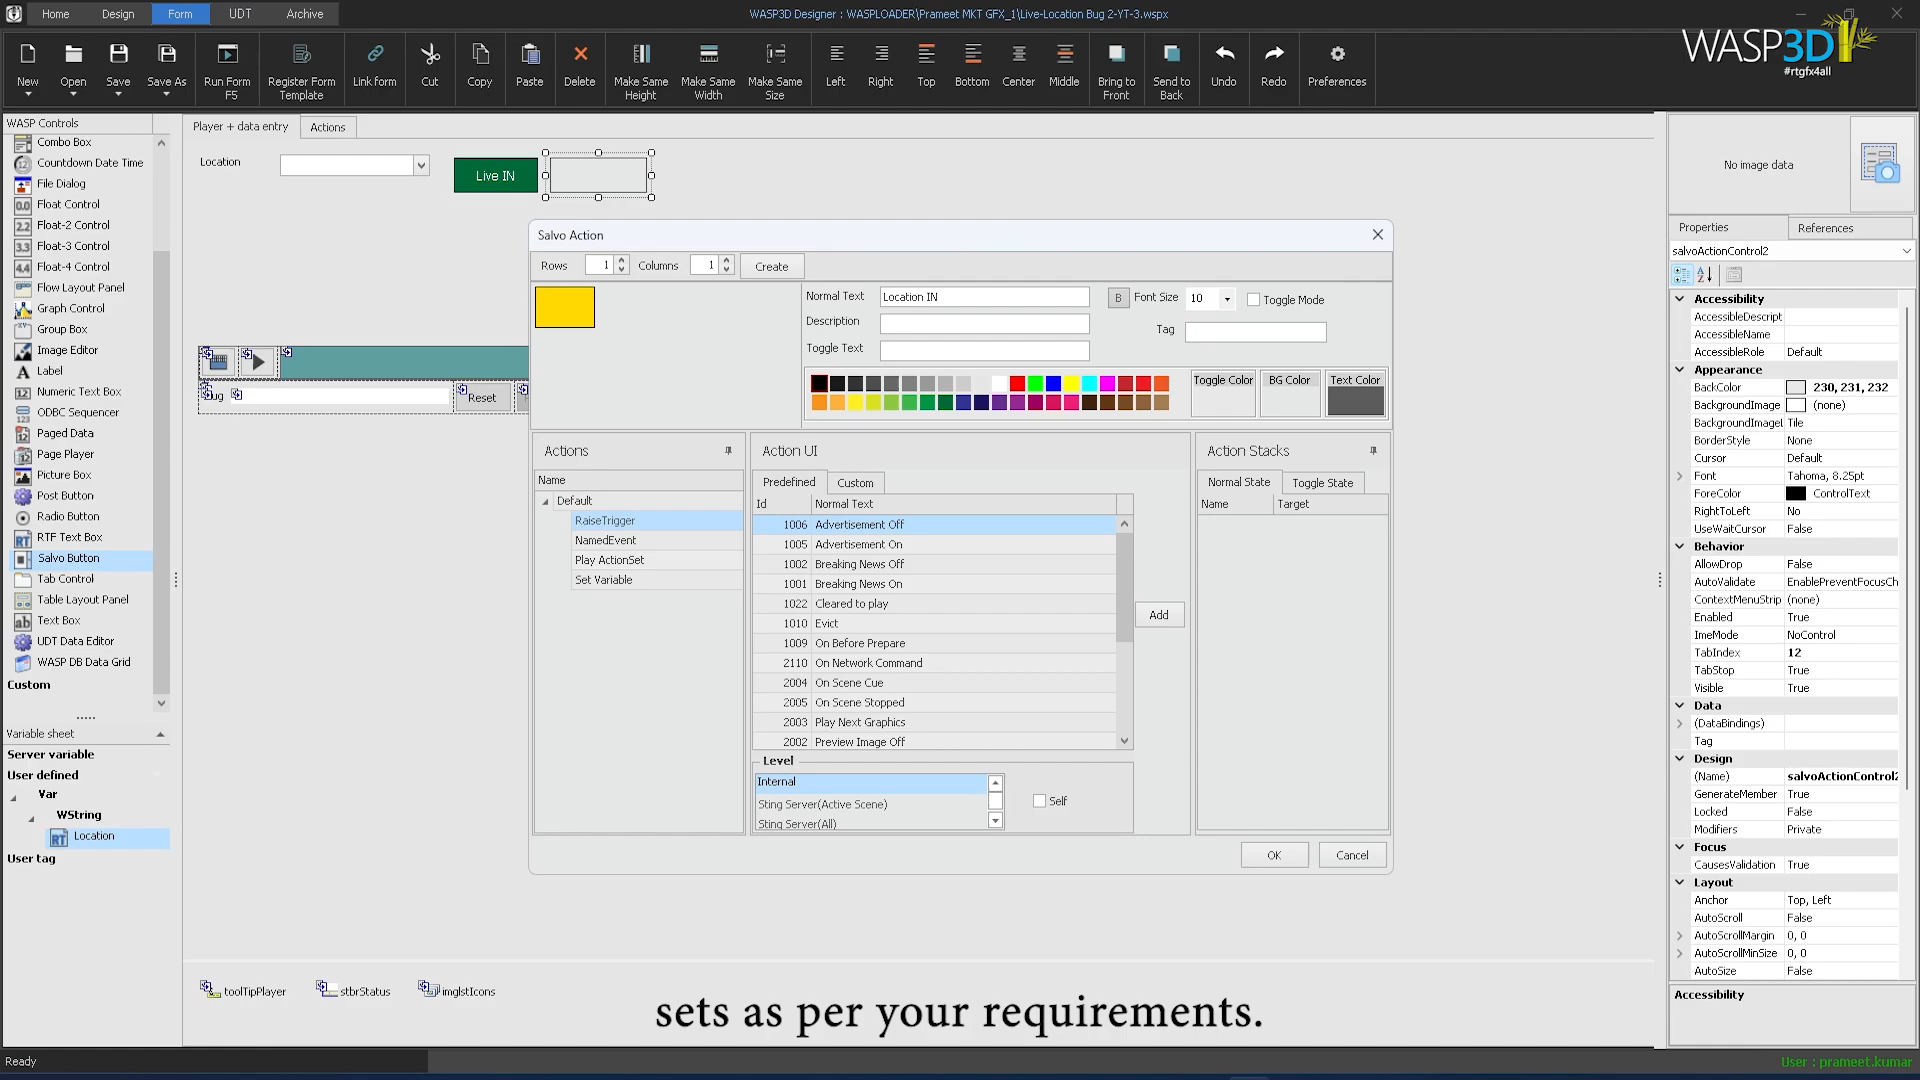 Home Design Form UDT Archive
WASP3D Designer : WASPLOADER\Prameet MKT GFX_1\Live-Location Bug 2-YT-3.wspx
WASP3D
#rtgfx4all
New Open Save Save As Run Form F5 Register Form Template Link form Cut Copy Paste Delete Make Same Height Make Same Width Make Same Size Left Right Top Bottom Center Middle Bring to Front Send to Back Undo Redo Preferences
WASP Controls
Combo Box
Countdown Date Time
File Dialog
Float Control
Float-2 Control
Float-3 Control
Float-4 Control
Flow Layout Panel
Graph Control
Group Box
Image Editor
Label
Numeric Text Box
ODBC Sequencer
Paged Data
Page Player
Picture Box
Post Button
Radio Button
RTF Text Box
Salvo Button
Tab Control
Table Layout Panel
Text Box
UDT Data Editor
WASP DB Data Grid
Custom
Variable sheet
Server variable
User defined
Var
WString
Location
User tag
Player + data entry Actions
Location
Live IN
Reset
Salvo Action
Rows 1 Columns 1 Create
Normal Text Location IN B Font Size 10 Toggle Mode
Description Tag
Toggle Text
Toggle Color BG Color Text Color
Actions
Name
Default
RaiseTrigger
NamedEvent
Play ActionSet
Set Variable
Action UI
Predefined Custom
Id Normal Text
1006 Advertisement Off
1005 Advertisement On
1002 Breaking News Off
1001 Breaking News On
1022 Cleared to play
1010 Evict
1009 On Before Prepare
2110 On Network Command
2004 On Scene Cue
2005 On Scene Stopped
2003 Play Next Graphics
2002 Preview Image Off
Add
Level
Internal
Sting Server(Active Scene)
Sting Server(All)
Self
Action Stacks
Normal State Toggle State
Name Target
OK Cancel
toolTipPlayer stbrStatus imglstIcons
sets as per your requirements.
No image data
Properties References
salvoActionControl2
Accessibility
AccessibleDescript
AccessibleName
AccessibleRole Default
Appearance
BackColor 230, 231, 232
BackgroundImage (none)
BackgroundImageL Tile
BorderStyle None
Cursor Default
Font Tahoma, 8.25pt
ForeColor ControlText
RightToLeft No
UseWaitCursor False
Behavior
AllowDrop False
AutoValidate EnablePreventFocusCh
ContextMenuStrip (none)
Enabled True
ImeMode NoControl
TabIndex 12
TabStop True
Visible True
Data
(DataBindings)
Tag
Design
(Name) salvoActionControl2
GenerateMember True
Locked False
Modifiers Private
Focus
CausesValidation True
Layout
Anchor Top, Left
AutoScroll False
AutoScrollMargin 0, 0
AutoScrollMinSize 0, 0
AutoSize False
Accessibility
Ready
User : prameet.kumar